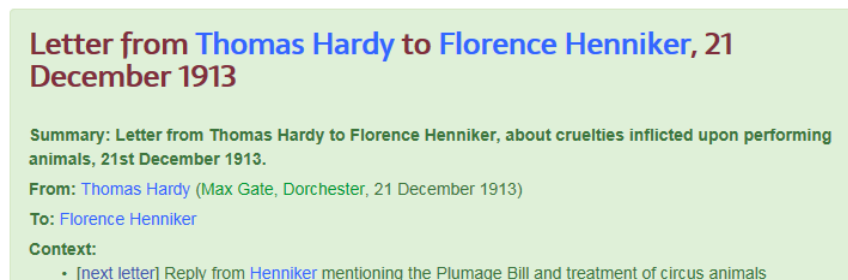 Letter from Thomas Hardy to Florence Henniker, 21
December 1913
Summary: Letter from Thomas Hardy to Florence Henniker, about cruelties inflicted upon performing
animals, 21st December 1913.
From: Thomas Hardy (Max Gate, Dorchester, 21 December 1913)
To: Florence Henniker
Context:
• [next letter] Reply from Henniker mentioning the Plumage Bill and treatment of circus animals